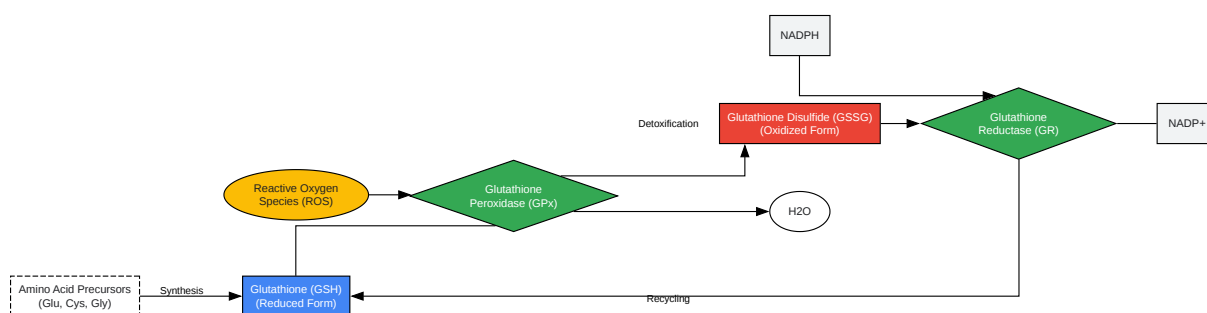 NADPH
Detoxification
Glutathione Disulfide (GSSG)
(Oxidized Form)
Glutathione
Reductase (GR)
NADP+
Reactive Oxygen
Species (ROS)
Glutathione
Peroxidase (GPx)
H2O
Amino Acid Precursors
(Glu, Cys, Gly)
Synthesis
Glutathione (GSH)
(Reduced Form)
Recycling